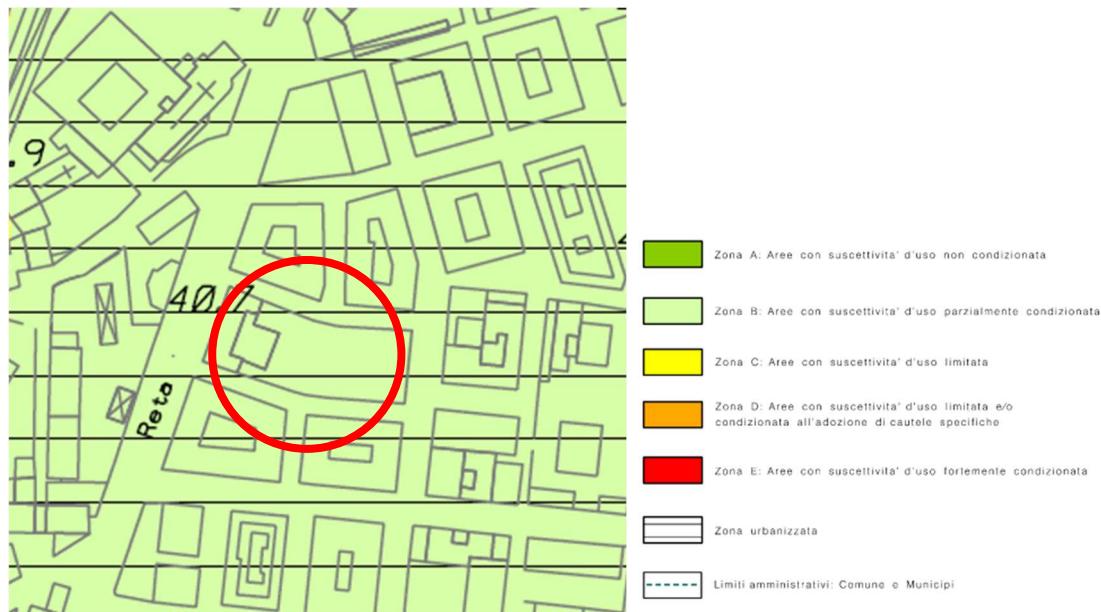 .9
40.7
Reta
Zona A: Aree con suscettivita' d'uso non condizionata
Zona B: Aree con suscettivita' d'uso parzialmente condizionata
Zona C: Aree con suscettivita' d'uso limitata
Zona D: Aree con suscettivita' d'uso limitata e/o
condizionata all'adozione di cautele specifiche
Zona E: Aree con suscettivita' d'uso fortemente condizionata
Zona urbanizzata
Limiti amministrativi: Comune e Municipi